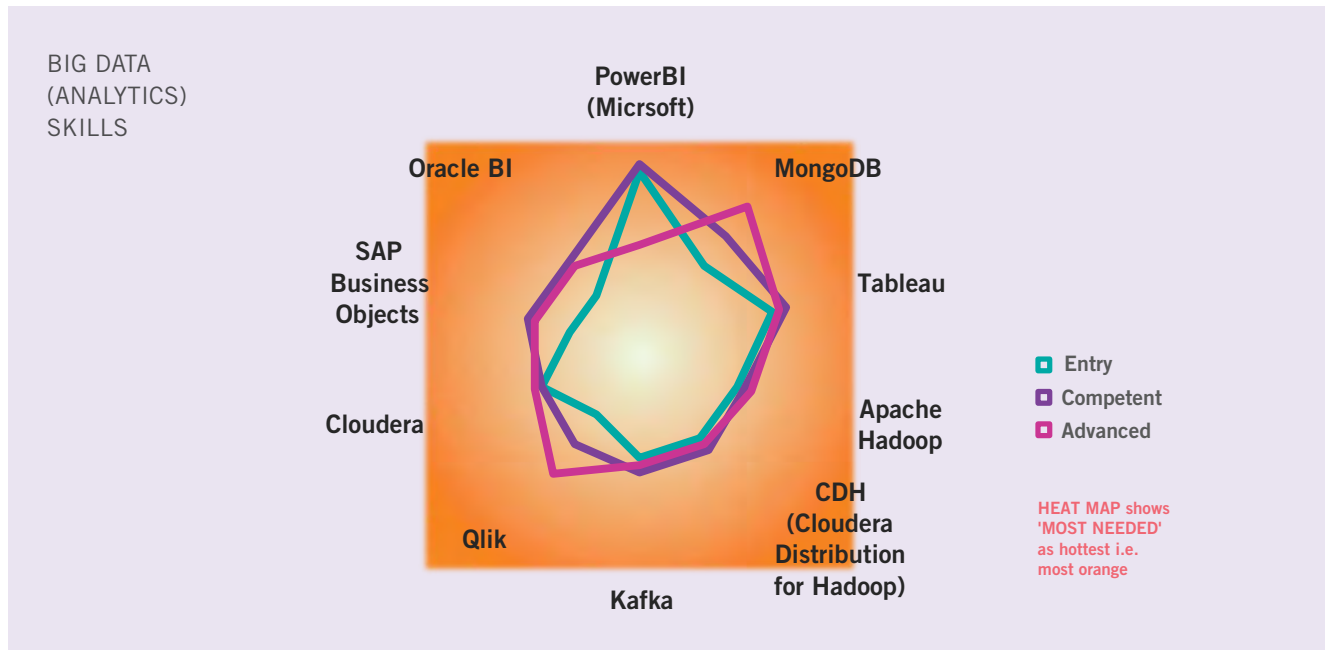 BIG DATA
(ANALYTICS)
SKILLS
PowerBI
(Micrsoft)
Oracle BI
MongoDB
SAP
Business
Objects
Tableau
Cloudera
Apache
Hadoop
Qlik
CDH
(Cloudera
Distribution
for Hadoop)
Kafka
Entry
Competent
Advanced
HEAT MAP shows
'MOST NEEDED'
as hottest i.e.
most orange